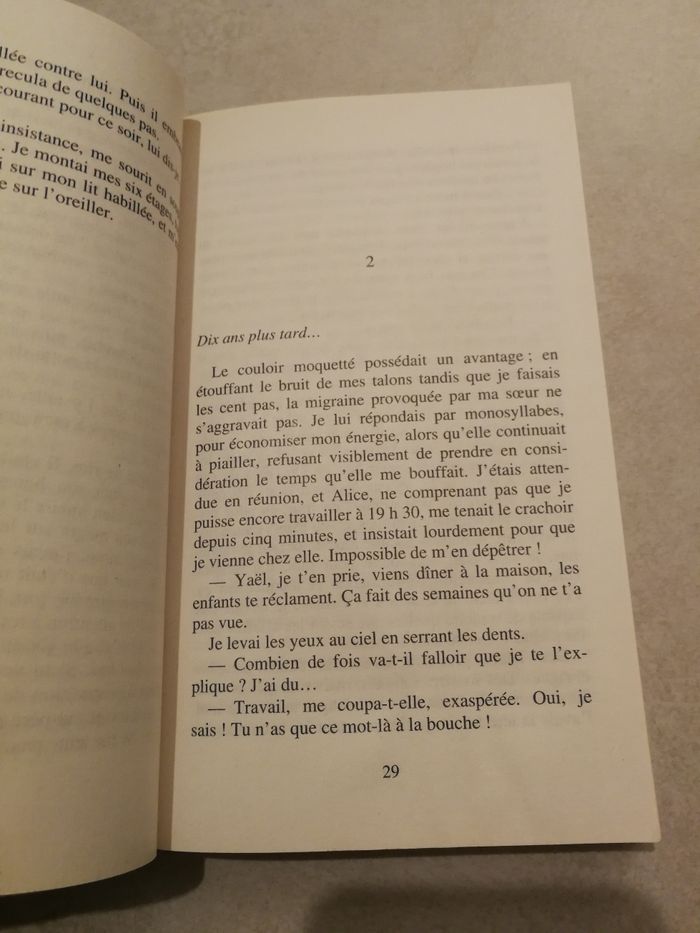 llée contre lui. Puis il
recula de quelques pas.
courant pour ce soir, lui
insistance, me sourit en
. Je montai mes six étages,
i sur mon lit habillée, et
e sur l'oreiller.
2
Dix ans plus tard…
Le couloir moquetté possédait un avantage ; en
étouffant le bruit de mes talons tandis que je faisais
les cent pas, la migraine provoquée par ma sœur ne
s'aggravait pas. Je lui répondais par monosyllabes,
pour économiser mon énergie, alors qu'elle continuait
à piailler, refusant visiblement de prendre en consi-
dération le temps qu'elle me bouffait. J'étais atten-
due en réunion, et Alice, ne comprenant pas que je
puisse encore travailler à 19 h 30, me tenait le crachoir
depuis cinq minutes, et insistait lourdement pour que
je vienne chez elle. Impossible de m'en dépêtrer !
— Yaël, je t'en prie, viens dîner à la maison, les
enfants te réclament. Ça fait des semaines qu'on ne t'a
pas vue.
Je levai les yeux au ciel en serrant les dents.
— Combien de fois va-t-il falloir que je te l'ex-
plique ? J'ai du…
— Travail, me coupa-t-elle, exaspérée. Oui, je
sais ! Tu n'as que ce mot-là à la bouche !
29